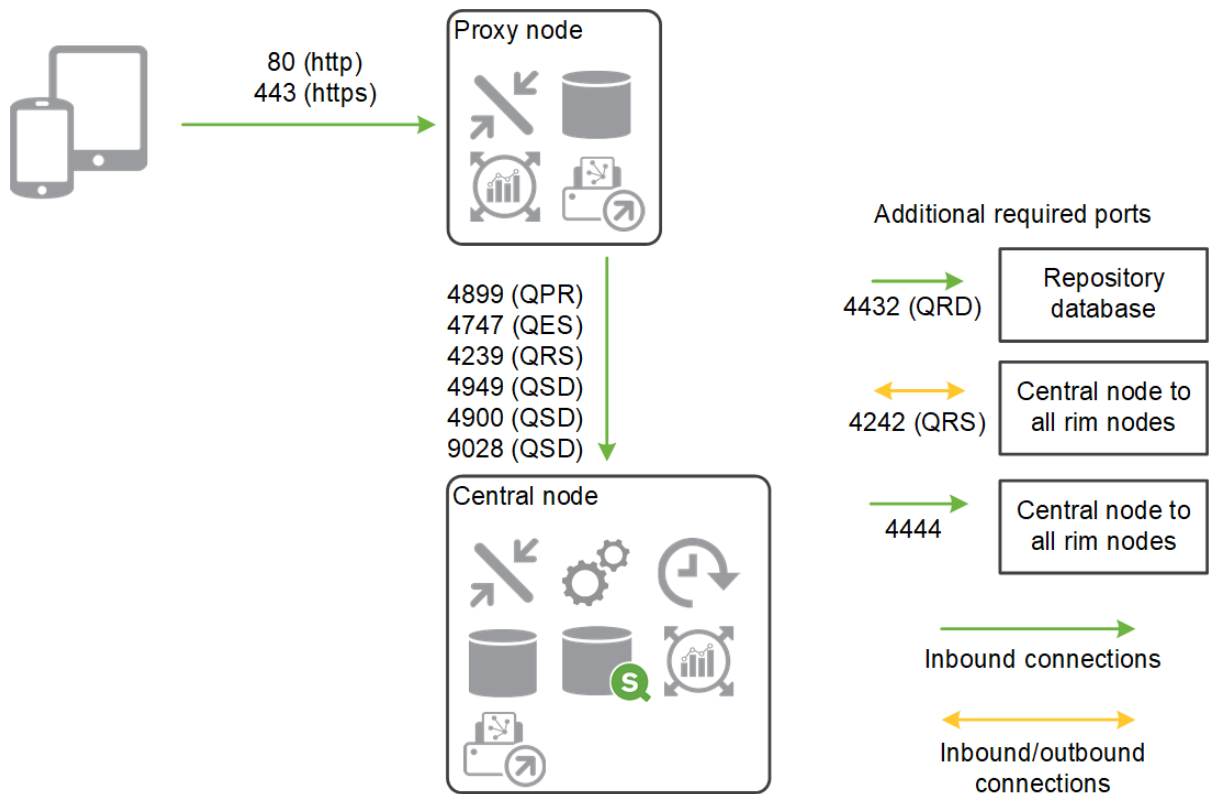 Proxy node
80 (http)
443 (https)
4899 (QPR)
4747 (QES)
4239 (QRS)
4949 (QSD)
4900 (QSD)
9028 (QSD)
Central node
S
Additional required ports
4432 (QRD)
Repository
database
4242 (QRS)
Central node to
all rim nodes
4444
Central node to
all rim nodes
Inbound connections
Inbound/outbound
connections